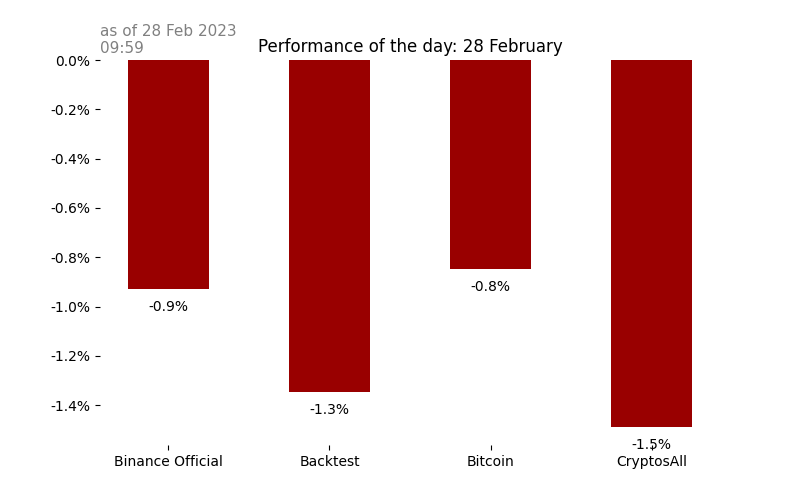 as of 28 Feb 2023
09:59
Performance of the day: 28 February
0.0%
-0.2%
-0.4%
-0.6%
-0.8%
-1.0%
-1.2%
-1.4%
-0.9%
-1.3%
-0.8%
-1.5%
Binance Official
Backtest
Bitcoin
CryptosAll